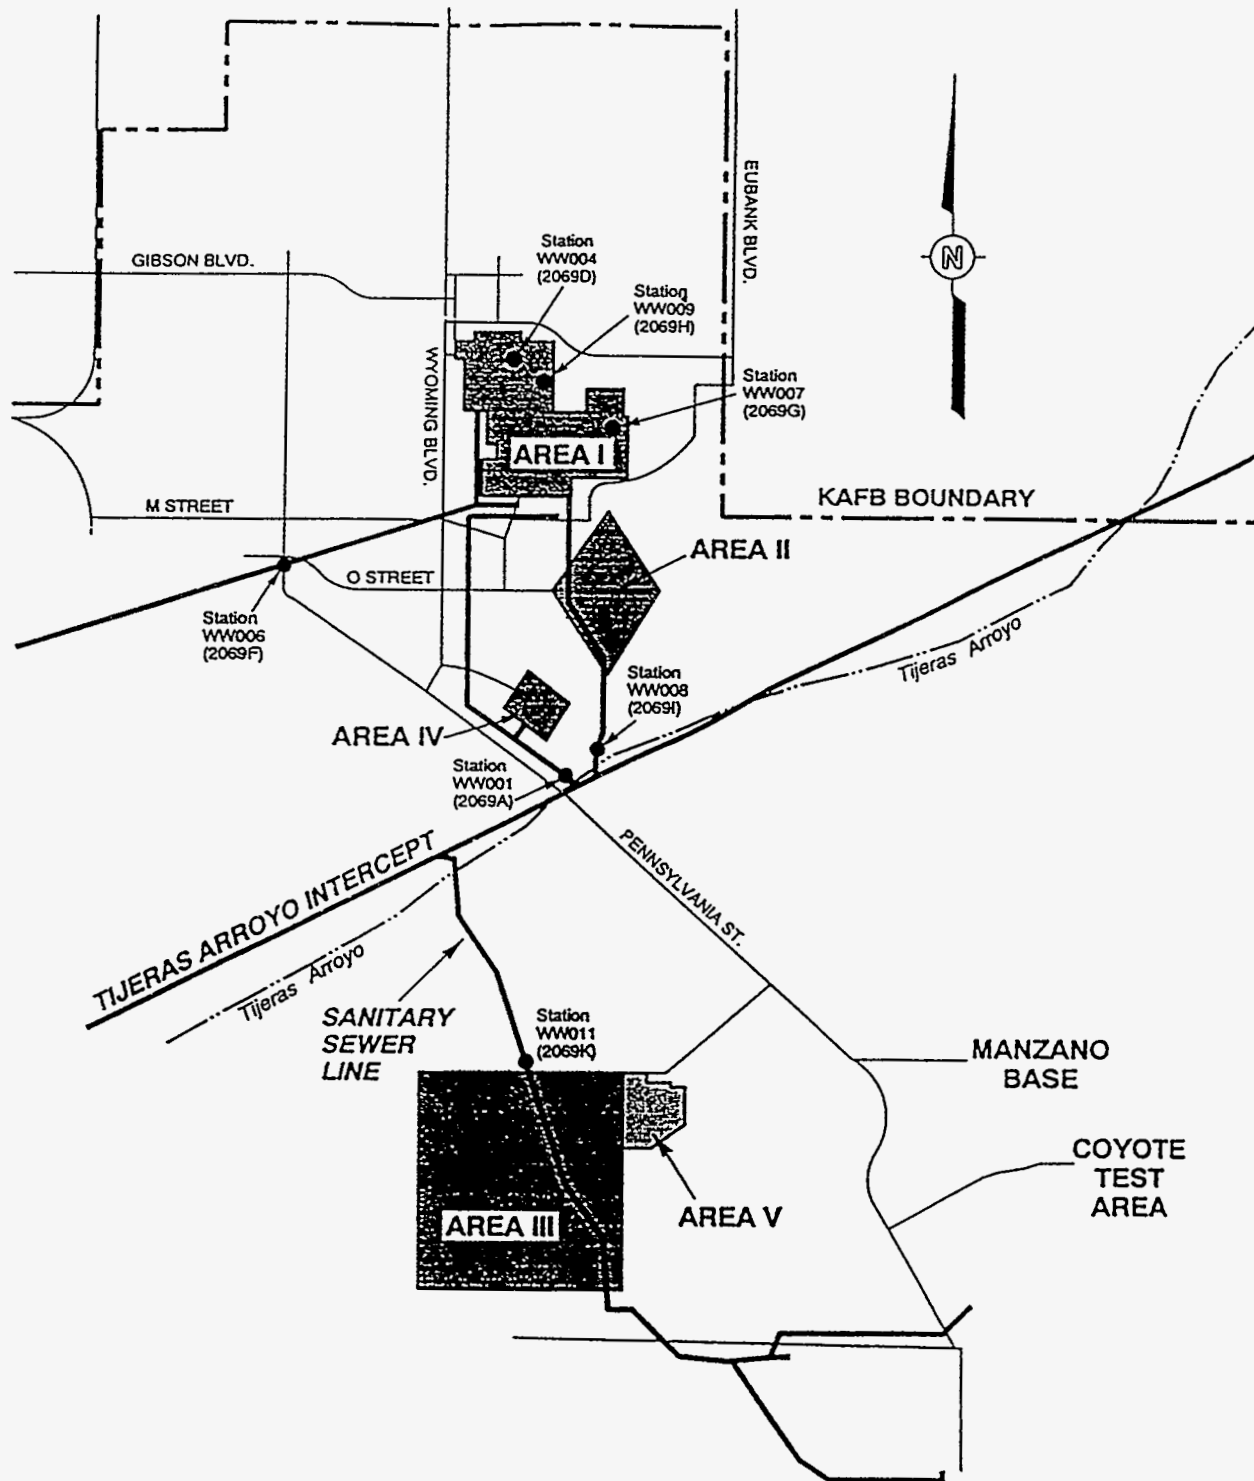 Station
WW004
(2069D)
EUBANK BLVD.
GIBSON BLVD.
N
Station
WW009
(2069H)
WYOMING BLVD.
Station
WW007
(2069G)
AREA I
M STREET
KAFB BOUNDARY
AREA II
O STREET
Station
WW006
(2069F)
Tijeras Arroyo
Station
WW008
(2069I)
AREA IV
Station
WW001
(2069A)
PENNSYLVANIA ST.
TIJERAS ARROYO INTERCEPT
Tijeras Arroyo
SANITARY
SEWER
LINE
Station
WW011
(2069K)
MANZANO
BASE
COYOTE
TEST
AREA
AREA III
AREA V